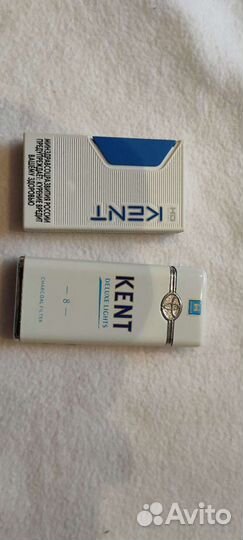 МИНЗДРАВСОЦРАЗВИТИЯ РОССИИ
ПРЕДУПРЕЖДАЕТ: КУРЕНИЕ ВРЕДИТ
ВАШЕМУ ЗДОРОВЬЮ
KENT
HD
KENT
DELUXE LIGHTS
8
CHARCOAL FILTER
H
Avito